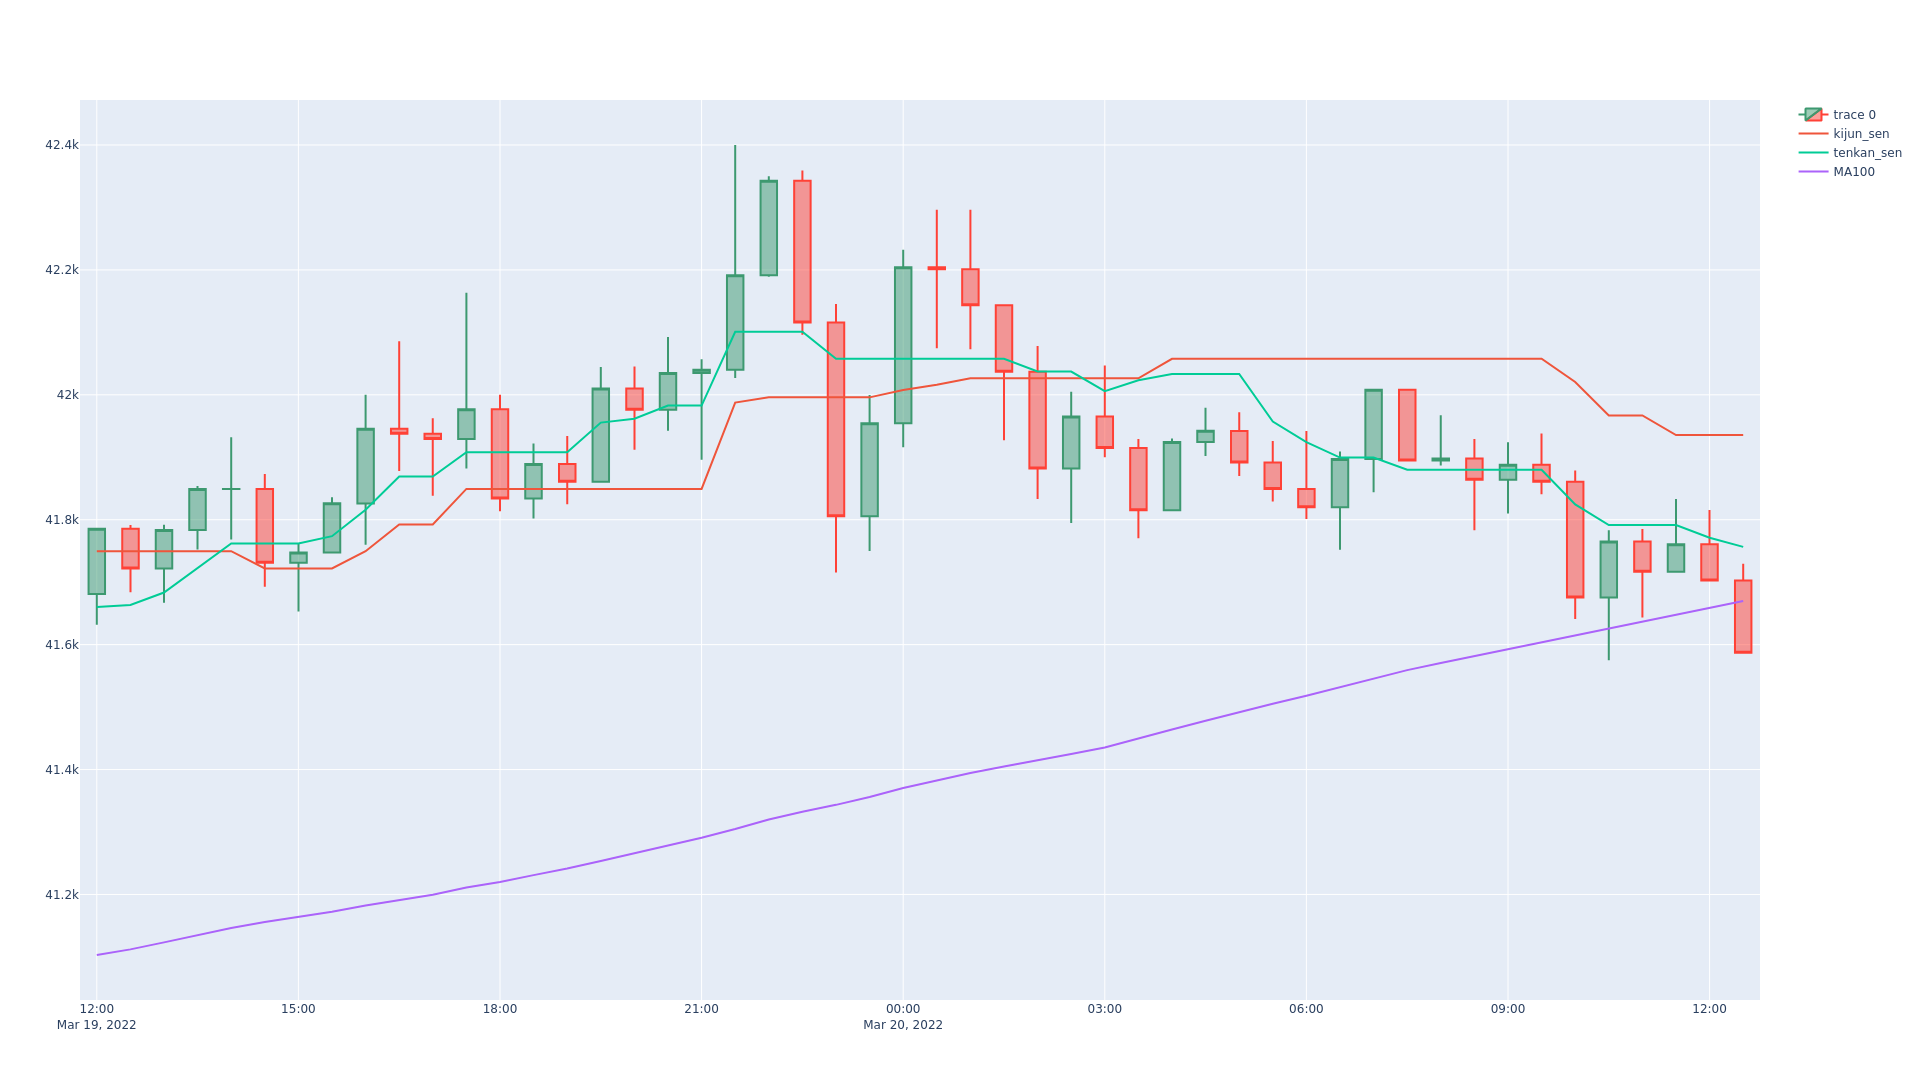 42.4k
42.2k
42k
41.8k
41.6k
41.4k
41.2k
12:00
Mar 19, 2022
15:00
18:00
21:00
00:00
Mar 20, 2022
03:00
06:00
09:00
12:00
trace 0
kijun_sen
tenkan_sen
MA100